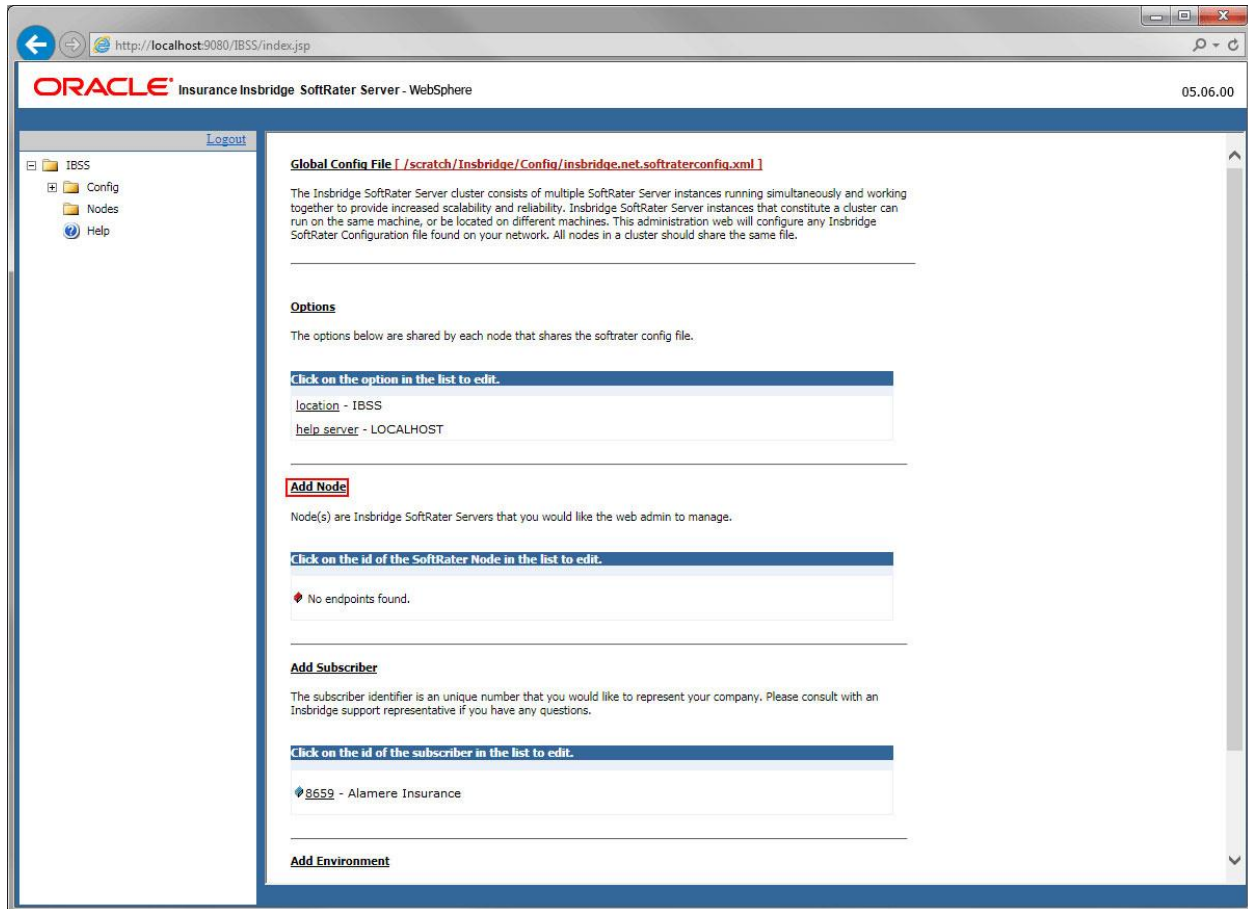 http://localhost:9080/IBSS/index.jsp
ORACLE® Insurance Insbridge SoftRater Server - WebSphere
05.06.00
Logout
IBSS
Config
Nodes
Help
Global Config File [ /scratch/Insbridge/Config/insbridge.net.softraterconfig.xml ]
The Insbridge SoftRater Server cluster consists of multiple SoftRater Server instances running simultaneously and working
together to provide increased scalability and reliability. Insbridge SoftRater Server instances that constitute a cluster can
run on the same machine, or be located on different machines. This administration web will configure any Insbridge
SoftRater Configuration file found on your network. All nodes in a cluster should share the same file.
Options
The options below are shared by each node that shares the softrater config file.
Click on the option in the list to edit.
location - IBSS
help server - LOCALHOST
Add Node
Node(s) are Insbridge SoftRater Servers that you would like the web admin to manage.
Click on the id of the SoftRater Node in the list to edit.
No endpoints found.
Add Subscriber
The subscriber identifier is an unique number that you would like to represent your company. Please consult with an
Insbridge support representative if you have any questions.
Click on the id of the subscriber in the list to edit.
8659 - Alamere Insurance
Add Environment